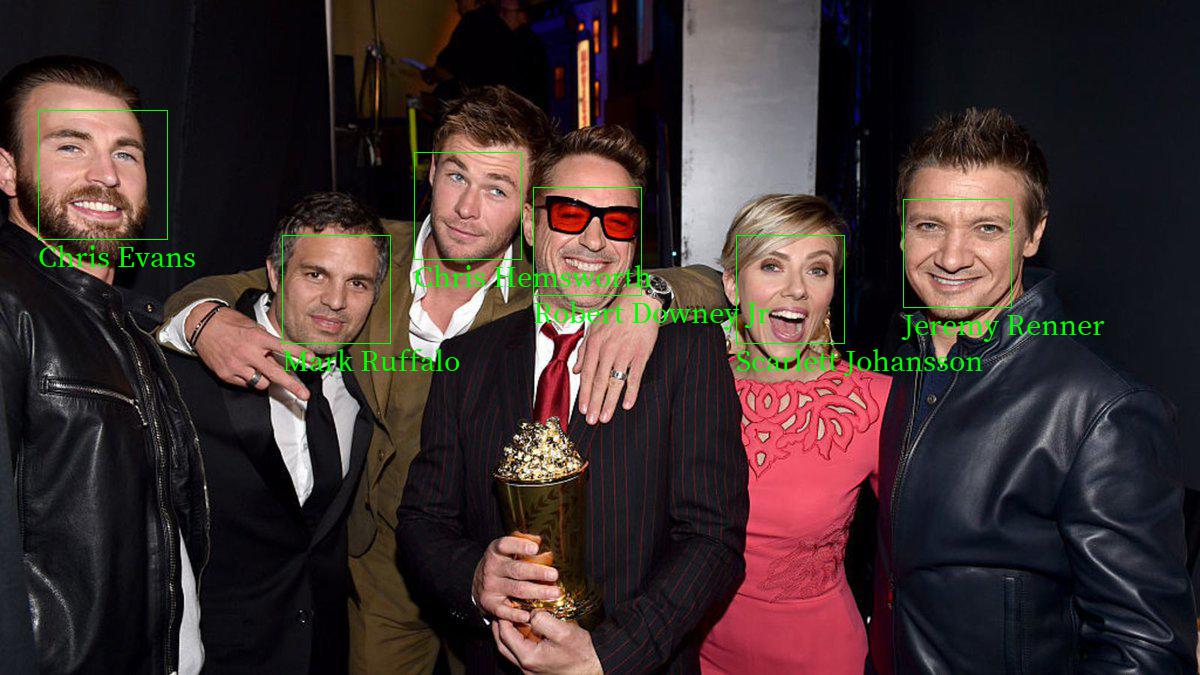 Chris Evans
Mark Ruffalo
Chris Hemsworth
Robert Downey Jr
Scarlett Johansson
Jeremy Renner